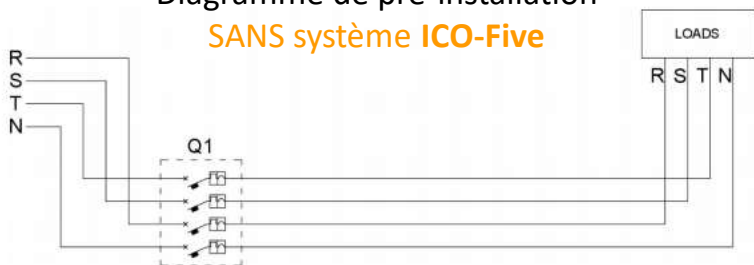 Diagramme de pré-installation
SANS système ICO-Five
LOADS
R
S
T
N
R S T N
Q1